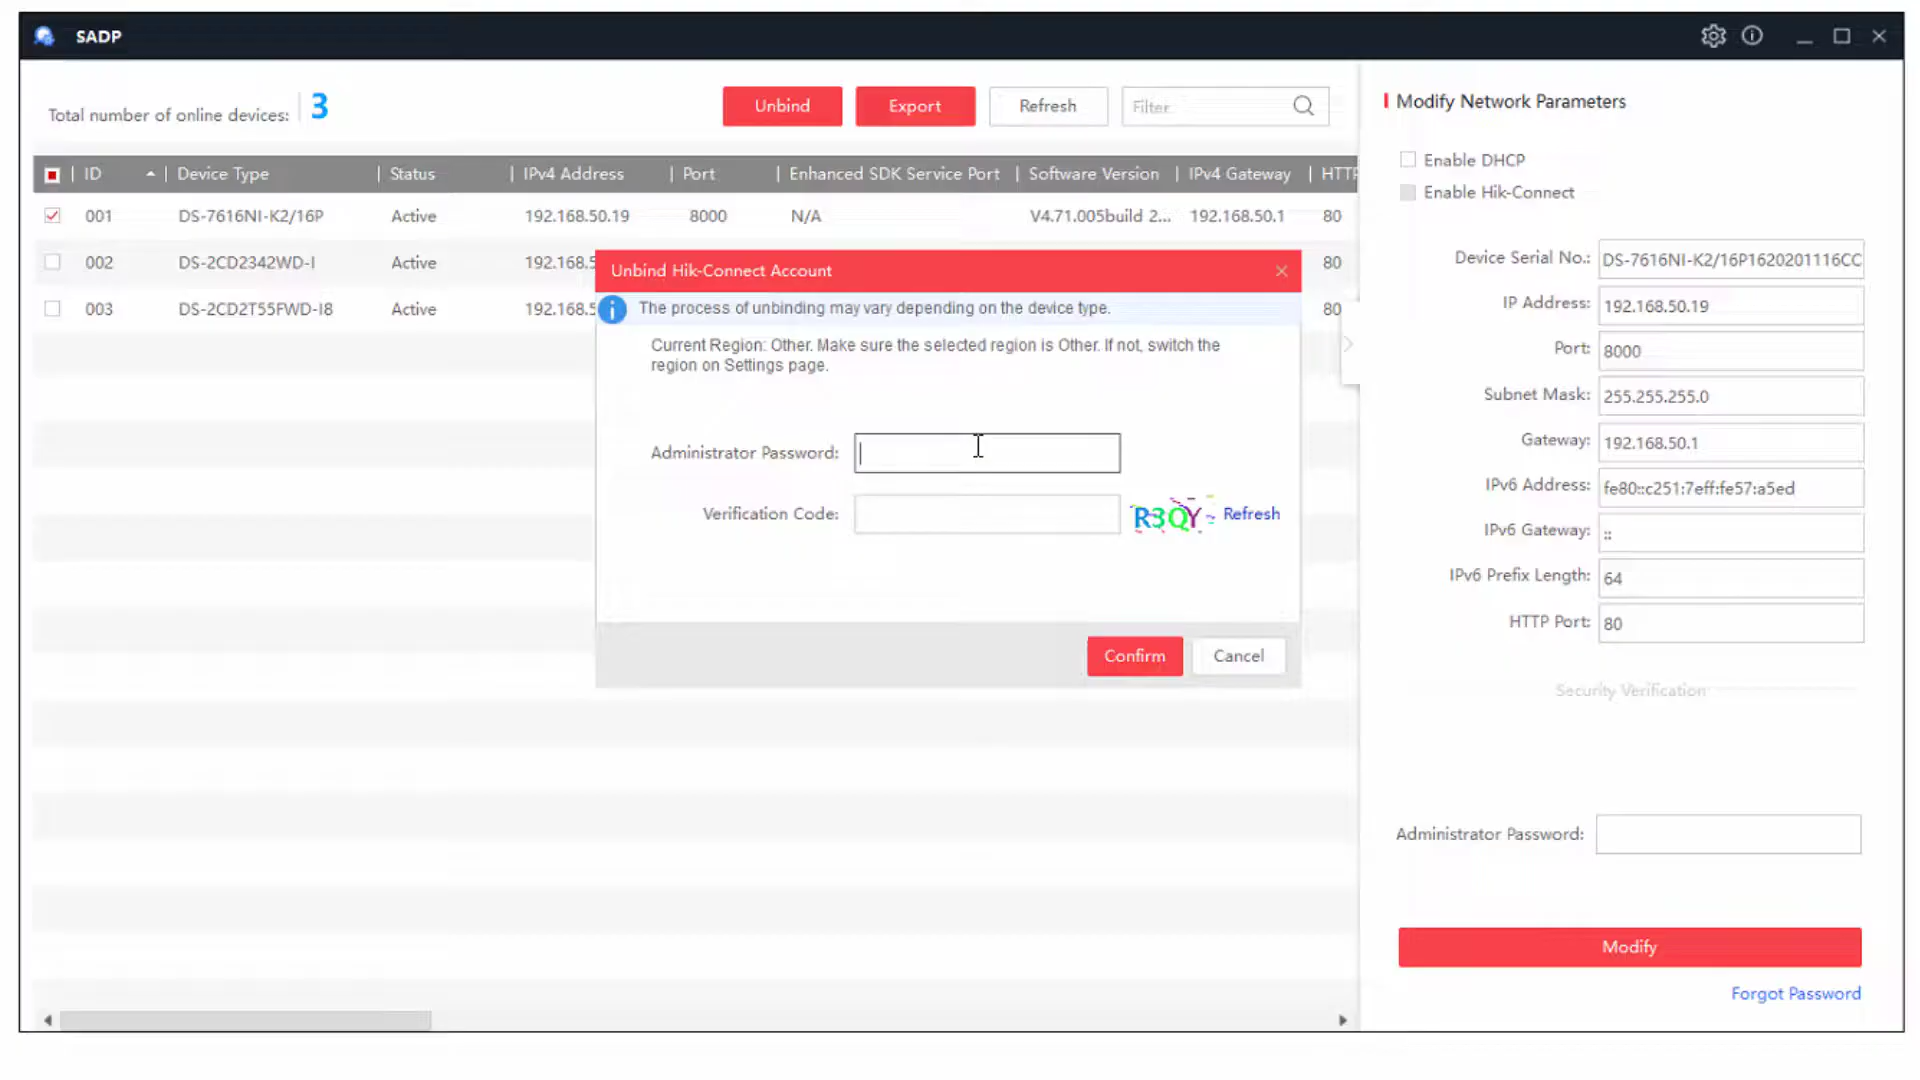 SADP
Total number of online devices: 3
Unbind
Export
Refresh
Filter
ID Device Type Status IPv4 Address Port Enhanced SDK Service Port Software Version IPv4 Gateway HTTP
001 DS-7616NI-K2/16P Active 192.168.50.19 8000 N/A V4.71.005build 2... 192.168.50.1 80
002 DS-2CD2342WD-I Active 192.168.5 80
003 DS-2CD2T55FWD-I8 Active 192.168.5 80
Unbind Hik-Connect Account
The process of unbinding may vary depending on the device type.
Current Region: Other. Make sure the selected region is Other. If not, switch the
region on Settings page.
Administrator Password:
Verification Code: R3QY Refresh
Confirm
Cancel
Modify Network Parameters
Enable DHCP
Enable Hik-Connect
Device Serial No.: DS-7616NI-K2/16P1620201116CC
IP Address: 192.168.50.19
Port: 8000
Subnet Mask: 255.255.255.0
Gateway: 192.168.50.1
IPv6 Address: fe80::c251:7eff:fe57:a5ed
IPv6 Gateway: ::
IPv6 Prefix Length: 64
HTTP Port: 80
Security Verification
Administrator Password:
Modify
Forgot Password